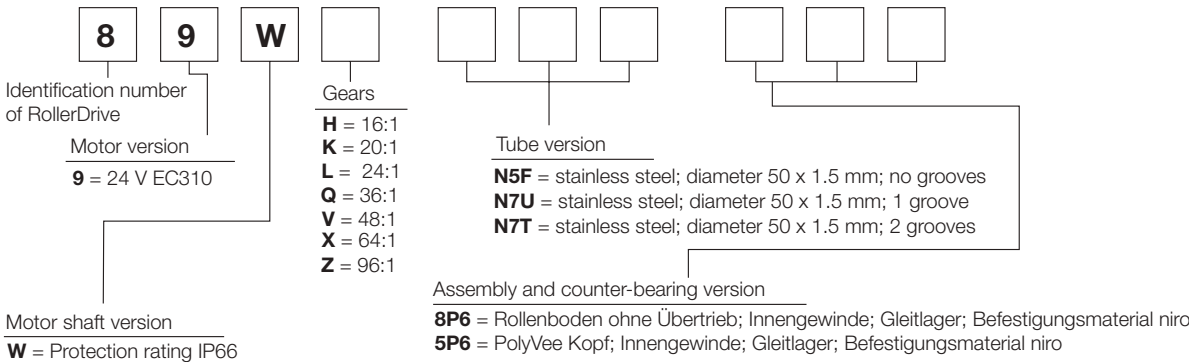 8 9 W
Identification number
of RollerDrive
Motor version
9 = 24 V EC310
Motor shaft version
W = Protection rating IP66
Gears
H = 16:1
K = 20:1
L = 24:1
Q = 36:1
V = 48:1
X = 64:1
Z = 96:1
Tube version
N5F = stainless steel; diameter 50 x 1.5 mm; no grooves
N7U = stainless steel; diameter 50 x 1.5 mm; 1 groove
N7T = stainless steel; diameter 50 x 1.5 mm; 2 grooves
Assembly and counter-bearing version
8P6 = Rollenboden ohne Übertrieb; Innengewinde; Gleitlager; Befestigungsmaterial niro
5P6 = PolyVee Kopf; Innengewinde; Gleitlager; Befestigungsmaterial niro